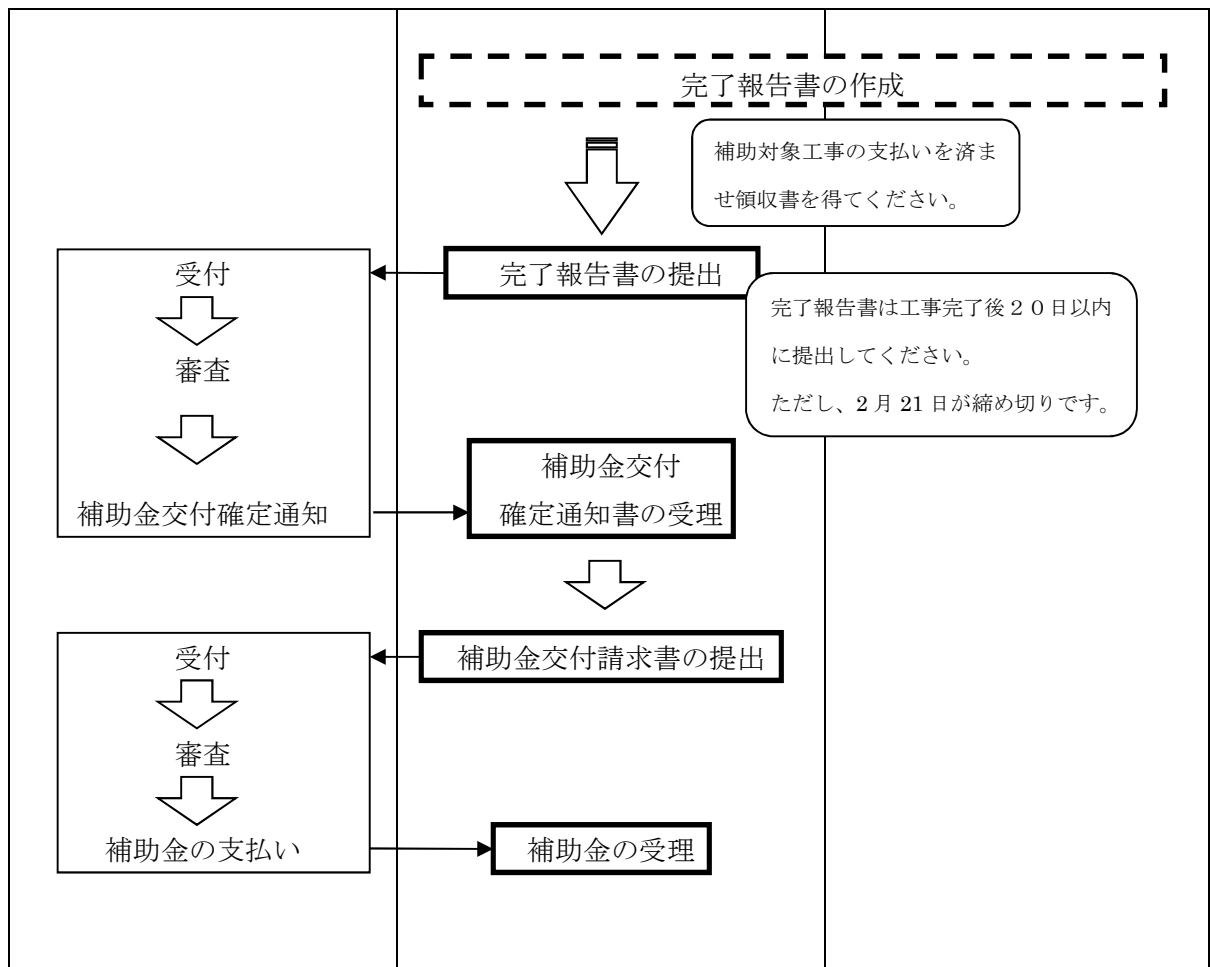 完了報告書の作成
補助対象工事の支払いを済ま
せ領収書を得てください。
受付
完了報告書の提出
完了報告書は工事完了後２０日以内
に提出してください。
ただし、2 月 21 日が締め切りです。
審査
補助金交付確定通知
補助金交付
確定通知書の受理
受付
補助金交付請求書の提出
審査
補助金の支払い
補助金の受理